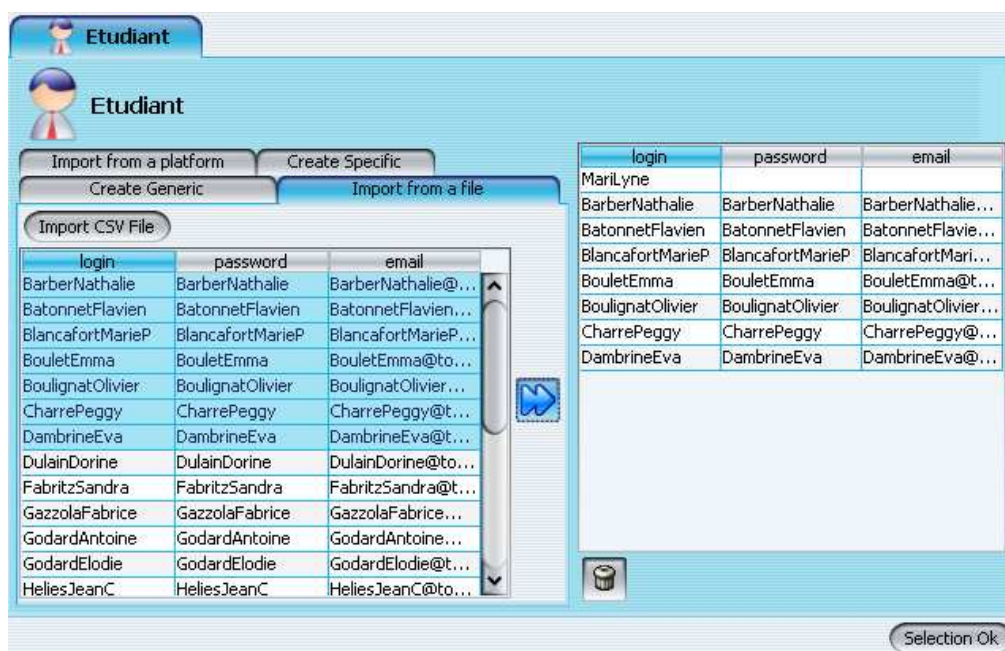 Etudiant
Etudiant
Import from a platform Create Specific
Create Generic Import from a file
Import CSV File
login password email
BarberNathalie BarberNathalie BarberNathalie@...
BatonnetFlavien BatonnetFlavien BatonnetFlavien...
BlancafortMarieP BlancafortMarieP BlancafortMarieP...
BouletEmma BouletEmma BouletEmma@to...
BoulignatOlivier BoulignatOlivier BoulignatOlivier...
CharrePeggy CharrePeggy CharrePeggy@t...
DambrineEva DambrineEva DambrineEva@t...
DulainDorine DulainDorine DulainDorine@to...
FabritzSandra FabritzSandra FabritzSandra@t...
GazzolaFabrice GazzolaFabrice GazzolaFabrice...
GodardAntoine GodardAntoine GodardAntoine...
GodardElodie GodardElodie GodardElodie@t...
HeliesJeanC HeliesJeanC HeliesJeanC@to...
login password email
MariLyne
BarberNathalie BarberNathalie BarberNathalie...
BatonnetFlavien BatonnetFlavien BatonnetFlavie...
BlancafortMarieP BlancafortMarieP BlancafortMari...
BouletEmma BouletEmma BouletEmma@t...
BoulignatOlivier BoulignatOlivier BoulignatOlivier...
CharrePeggy CharrePeggy CharrePeggy@...
DambrineEva DambrineEva DambrineEva@...
Selection Ok